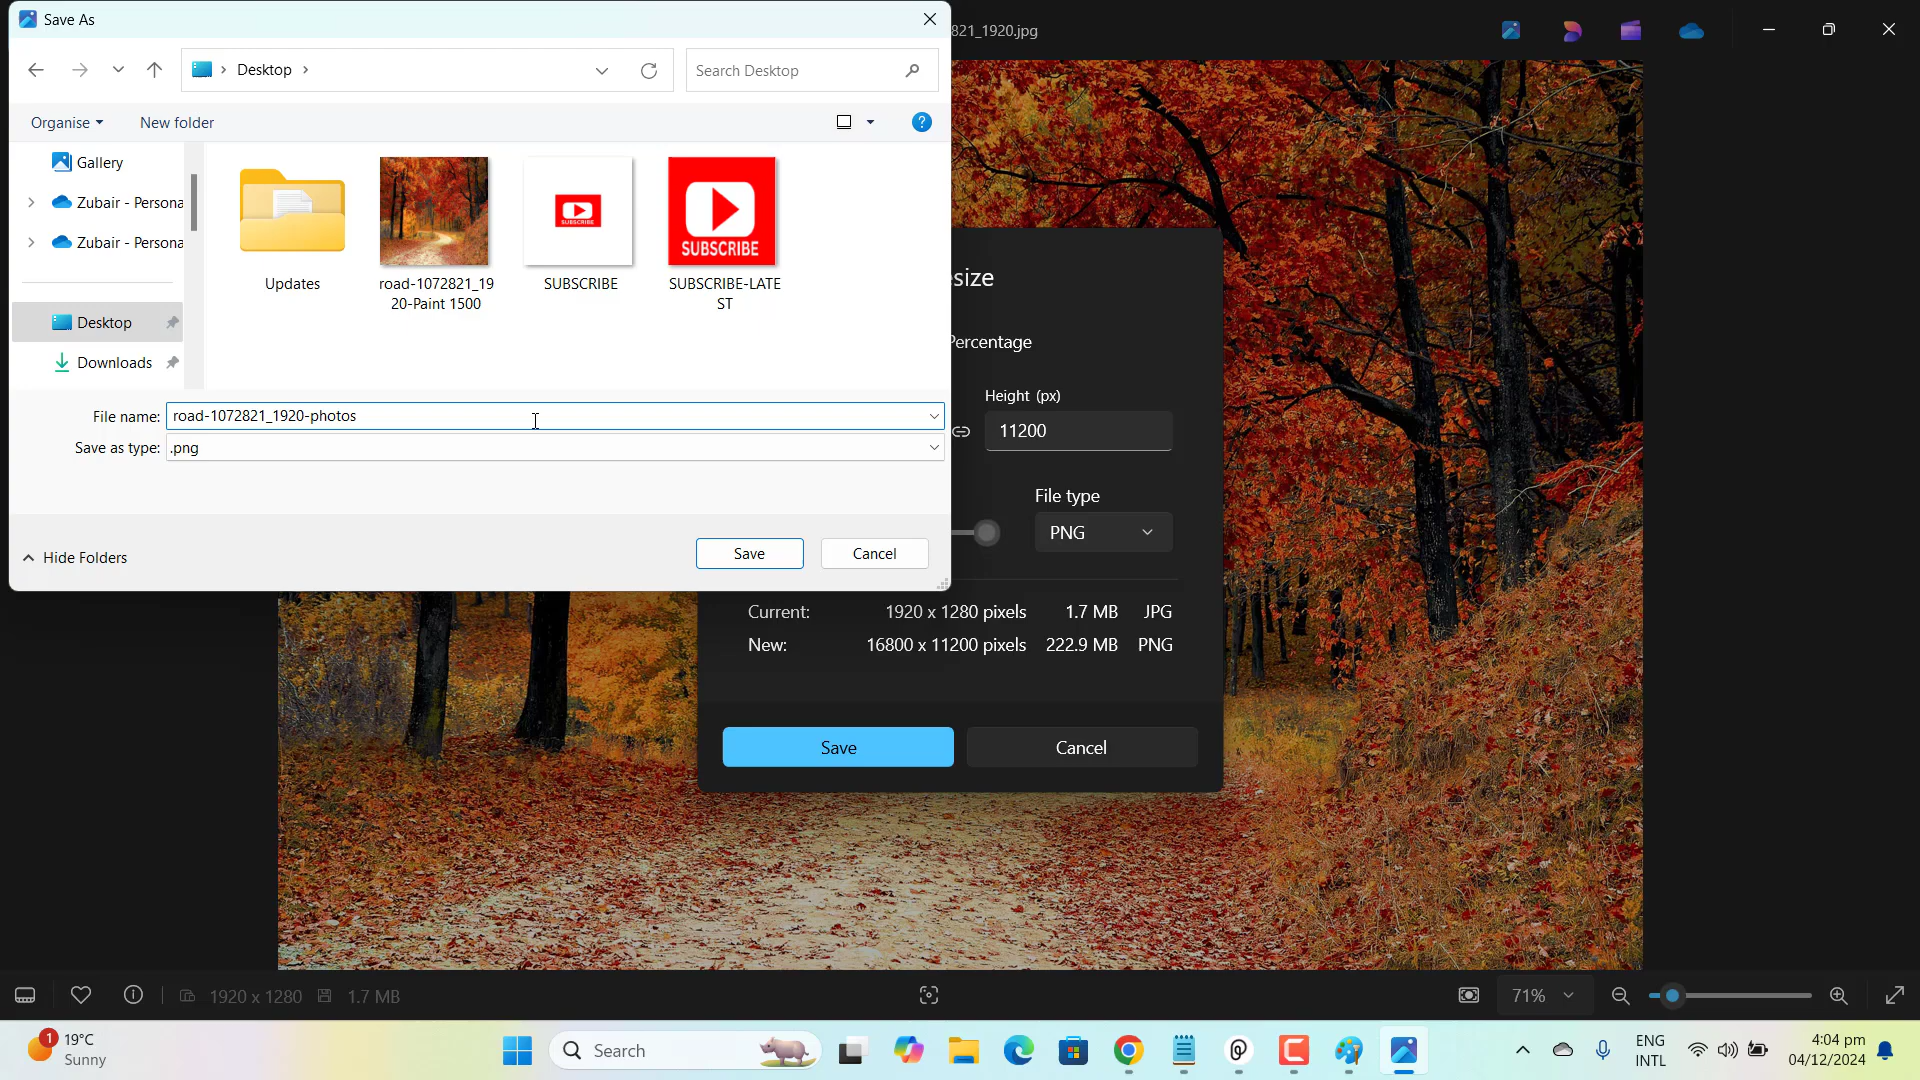 Save As
821_1920.jpg
Desktop
Search Desktop
Organise
New folder
Gallery
Zubair - Persona
Zubair - Persona
Desktop
Downloads
Updates
road-1072821_19
20-Paint 1500
SUBSCRIBE
SUBSCRIBE
SUBSCRIBE
SUBSCRIBE-LATE
ST
File name: road-1072821_1920-photos
Save as type: .png
Hide Folders
Save
Cancel
esize
Percentage
Height (px)
11200
File type
PNG
Current: 1920 x 1280 pixels 1.7 MB JPG
New: 16800 x 11200 pixels 222.9 MB PNG
Save
Cancel
1920 x 1280
1.7 MB
71%
1
19°C
Sunny
Search
ENG
INTL
4:04 pm
04/12/2024